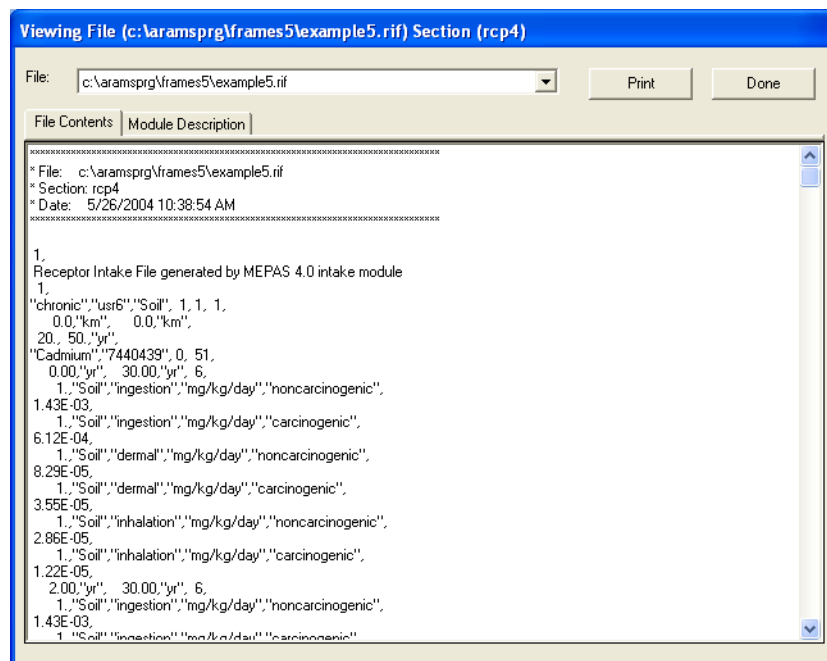 Viewing File (c:\aramsprg\frames5\example5.rif) Section (rcp4)
File: c:\aramsprg\frames5\example5.rif Print Done
File Contents Module Description
******************************************************************************
* File: c:\aramsprg\frames5\example5.rif
* Section: rcp4
* Date: 5/26/2004 10:38:54 AM
******************************************************************************
1,
Receptor Intake File generated by MEPAS 4.0 intake module
1,
"chronic","usr6","Soil", 1, 1, 1,
0.0,"km", 0.0,"km",
20., 50.,"yr",
"Cadmium","7440439", 0, 51,
0.00,"yr", 30.00,"yr", 6,
1.,"Soil","ingestion","mg/kg/day","noncarcinogenic",
1.43E-03,
1.,"Soil","ingestion","mg/kg/day","carcinogenic",
6.12E-04,
1.,"Soil","dermal","mg/kg/day","noncarcinogenic",
8.29E-05,
1.,"Soil","dermal","mg/kg/day","carcinogenic",
3.55E-05,
1.,"Soil","inhalation","mg/kg/day","noncarcinogenic",
2.86E-05,
1.,"Soil","inhalation","mg/kg/day","carcinogenic",
1.22E-05,
2.00,"yr", 30.00,"yr", 6,
1.,"Soil","ingestion","mg/kg/day","noncarcinogenic",
1.43E-03,
1.,"Soil","ingestion","mg/kg/day","carcinogenic"